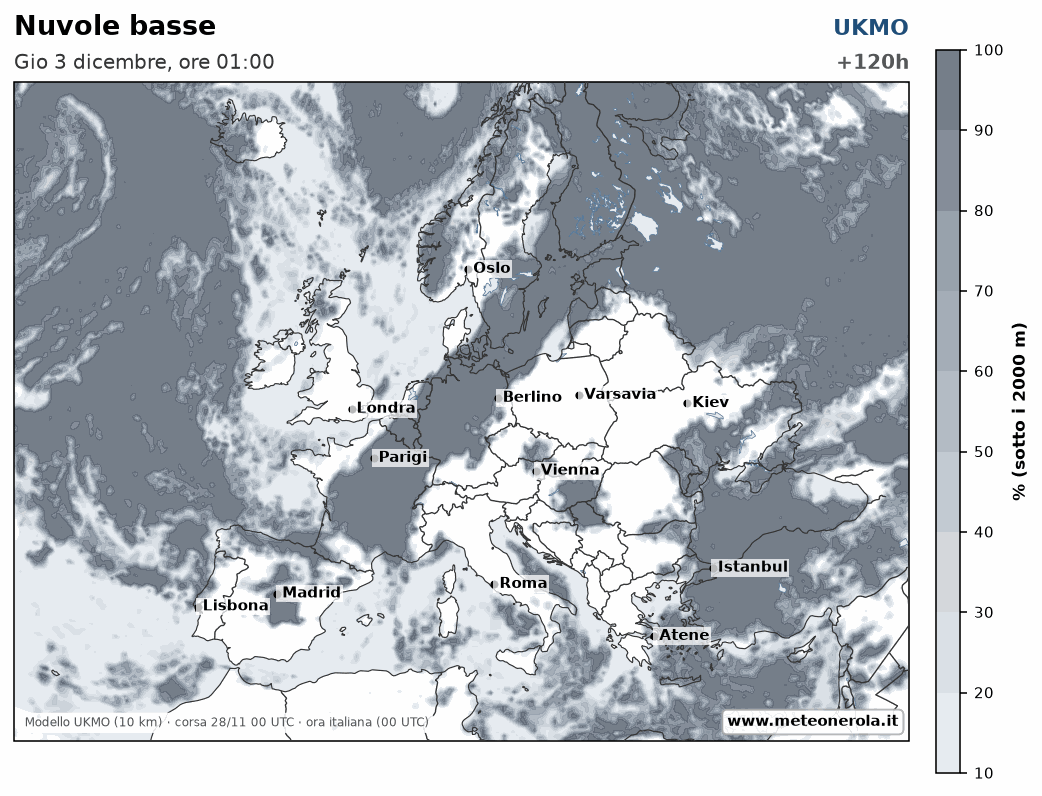 Nuvole basse
UKMO
Gio 3 dicembre, ore 01:00
+120h
100
90
80
70
60
50
40
30
20
10
% (sotto i 2000 m)
Oslo
Londra
Berlino
Varsavia
Kiev
Parigi
Vienna
Istanbul
Roma
Madrid
Lisbona
Atene
Modello UKMO (10 km) · corsa 28/11 00 UTC · ora italiana (00 UTC)
www.meteonerola.it